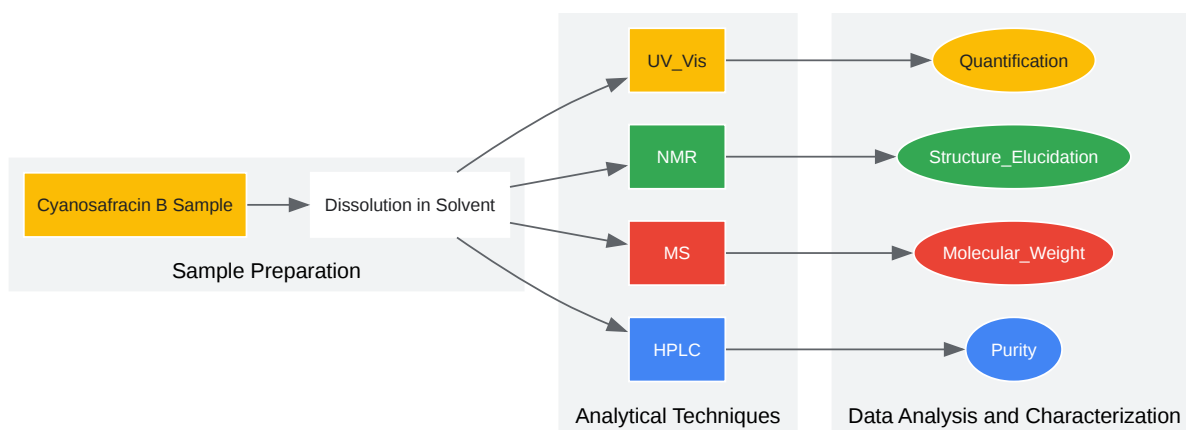 Cyanosafracin B Sample
Dissolution in Solvent
Sample Preparation
UV_Vis
NMR
MS
HPLC
Analytical Techniques
Quantification
Structure_Elucidation
Molecular_Weight
Purity
Data Analysis and Characterization